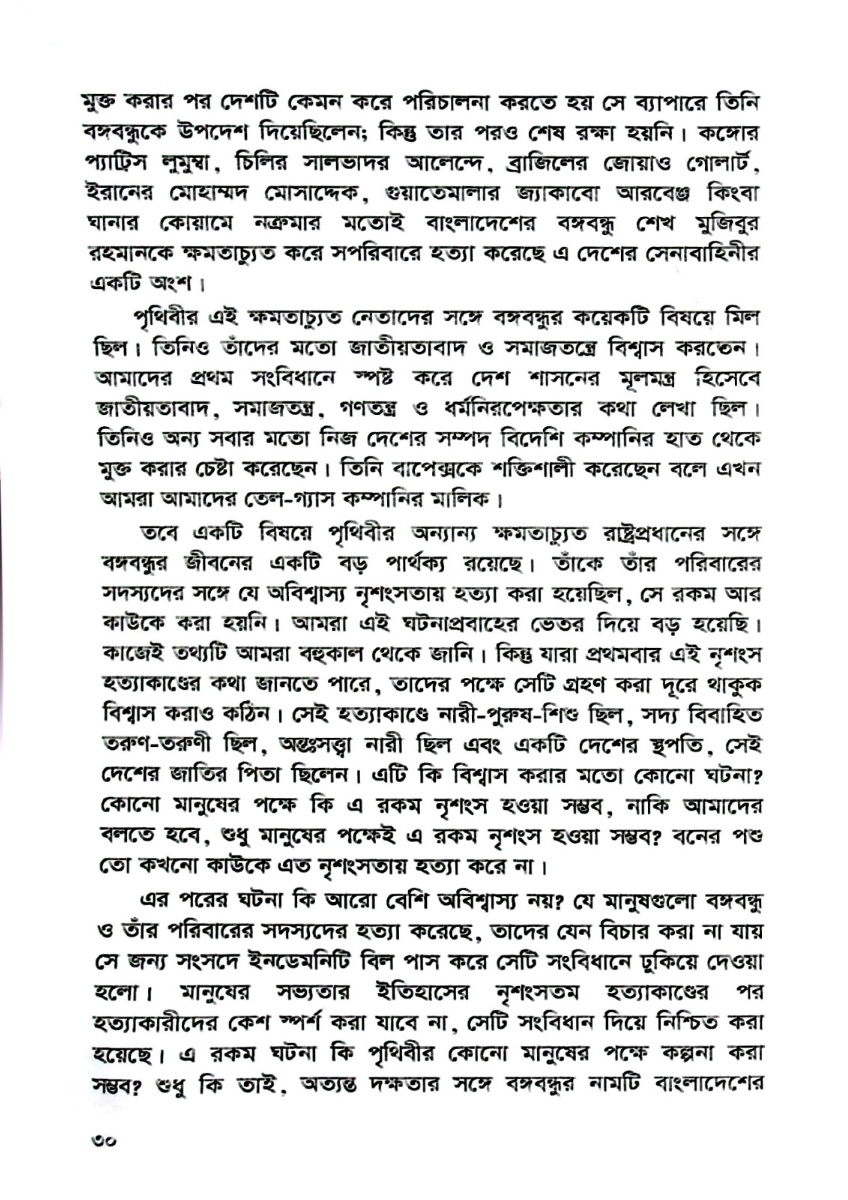 মুক্ত করার পর দেশটি কেমন করে পরিচালনা করতে হয় সে ব্যাপারে তিনি
বঙ্গবন্ধুকে উপদেশ দিয়েছিলেন; কিন্তু তার পরও শেষ রক্ষা হয়নি। কঙ্গোর
প্যাট্রিস লুমুম্বা, চিলির সালভাদর আলেন্দে, ব্রাজিলের জোয়াও গোলার্ট,
ইরানের মোহাম্মদ মোসাদ্দেক, গুয়াতেমালার জ্যাকাবো আরবেঞ্জ কিংবা
ঘানার কোয়ামে নক্রুমার মতোই বাংলাদেশের বঙ্গবন্ধু শেখ মুজিবুর
রহমানকে ক্ষমতাচ্যুত করে সপরিবারে হত্যা করেছে এ দেশের সেনাবাহিনীর
একটি অংশ।
পৃথিবীর এই ক্ষমতাচ্যুত নেতাদের সঙ্গে বঙ্গবন্ধুর কয়েকটি বিষয়ে মিল
ছিল। তিনিও তাঁদের মতো জাতীয়তাবাদ ও সমাজতন্ত্রে বিশ্বাস করতেন।
আমাদের প্রথম সংবিধানে স্পষ্ট করে দেশ শাসনের মূলমন্ত্র হিসেবে
জাতীয়তাবাদ, সমাজতন্ত্র, গণতন্ত্র ও ধর্মনিরপেক্ষতার কথা লেখা ছিল।
তিনিও অন্য সবার মতো নিজ দেশের সম্পদ বিদেশি কম্পানির হাত থেকে
মুক্ত করার চেষ্টা করেছেন। তিনি বাপেক্সকে শক্তিশালী করেছেন বলে এখন
আমরা আমাদের তেল-গ্যাস কম্পানির মালিক।
তবে একটি বিষয়ে পৃথিবীর অন্যান্য ক্ষমতাচ্যুত রাষ্ট্রপ্রধানের সঙ্গে
বঙ্গবন্ধুর জীবনের একটি বড় পার্থক্য রয়েছে। তাঁকে তাঁর পরিবারের
সদস্যদের সঙ্গে যে অবিশ্বাস্য নৃশংসতায় হত্যা করা হয়েছিল, সে রকম আর
কাউকে করা হয়নি। আমরা এই ঘটনাপ্রবাহের ভেতর দিয়ে বড় হয়েছি।
কাজেই তথ্যটি আমরা বহুকাল থেকে জানি। কিন্তু যারা প্রথমবার এই নৃশংস
হত্যাকাণ্ডের কথা জানতে পারে, তাদের পক্ষে সেটি গ্রহণ করা দূরে থাকুক
বিশ্বাস করাও কঠিন। সেই হত্যাকাণ্ডে নারী-পুরুষ-শিশু ছিল, সদ্য বিবাহিত
তরুণ-তরুণী ছিল, অন্তঃসত্ত্বা নারী ছিল এবং একটি দেশের স্থপতি, সেই
দেশের জাতির পিতা ছিলেন। এটি কি বিশ্বাস করার মতো কোনো ঘটনা?
কোনো মানুষের পক্ষে কি এ রকম নৃশংস হওয়া সম্ভব, নাকি আমাদের
বলতে হবে, শুধু মানুষের পক্ষেই এ রকম নৃশংস হওয়া সম্ভব? বনের পশু
তো কখনো কাউকে এত নৃশংসতায় হত্যা করে না।
এর পরের ঘটনা কি আরো বেশি অবিশ্বাস্য নয়? যে মানুষগুলো বঙ্গবন্ধু
ও তাঁর পরিবারের সদস্যদের হত্যা করেছে, তাদের যেন বিচার করা না যায়
সে জন্য সংসদে ইনডেমনিটি বিল পাস করে সেটি সংবিধানে ঢুকিয়ে দেওয়া
হলো। মানুষের সভ্যতার ইতিহাসের নৃশংসতম হত্যাকাণ্ডের পর
হত্যাকারীদের কেশ স্পর্শ করা যাবে না, সেটি সংবিধান দিয়ে নিশ্চিত করা
হয়েছে। এ রকম ঘটনা কি পৃথিবীর কোনো মানুষের পক্ষে কল্পনা করা
সম্ভব? শুধু কি তাই, অত্যন্ত দক্ষতার সঙ্গে বঙ্গবন্ধুর নামটি বাংলাদেশের
৩০